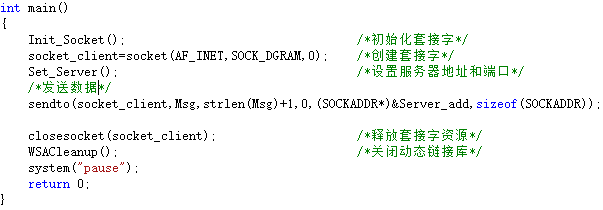 int main()
{
Init_Socket(); /*初始化套接字*/
socket_client=socket(AF_INET,SOCK_DGRAM,0); /*创建套接字*/
Set_Server(); /*设置服务器地址和端口*/
/*发送数据*/
sendto(socket_client,Msg,strlen(Msg)+1,0,(SOCKADDR*)&Server_add,sizeof(SOCKADDR));
closesocket(socket_client); /*释放套接字资源*/
WSACleanup(); /*关闭动态链接库*/
system("pause");
return 0;
}